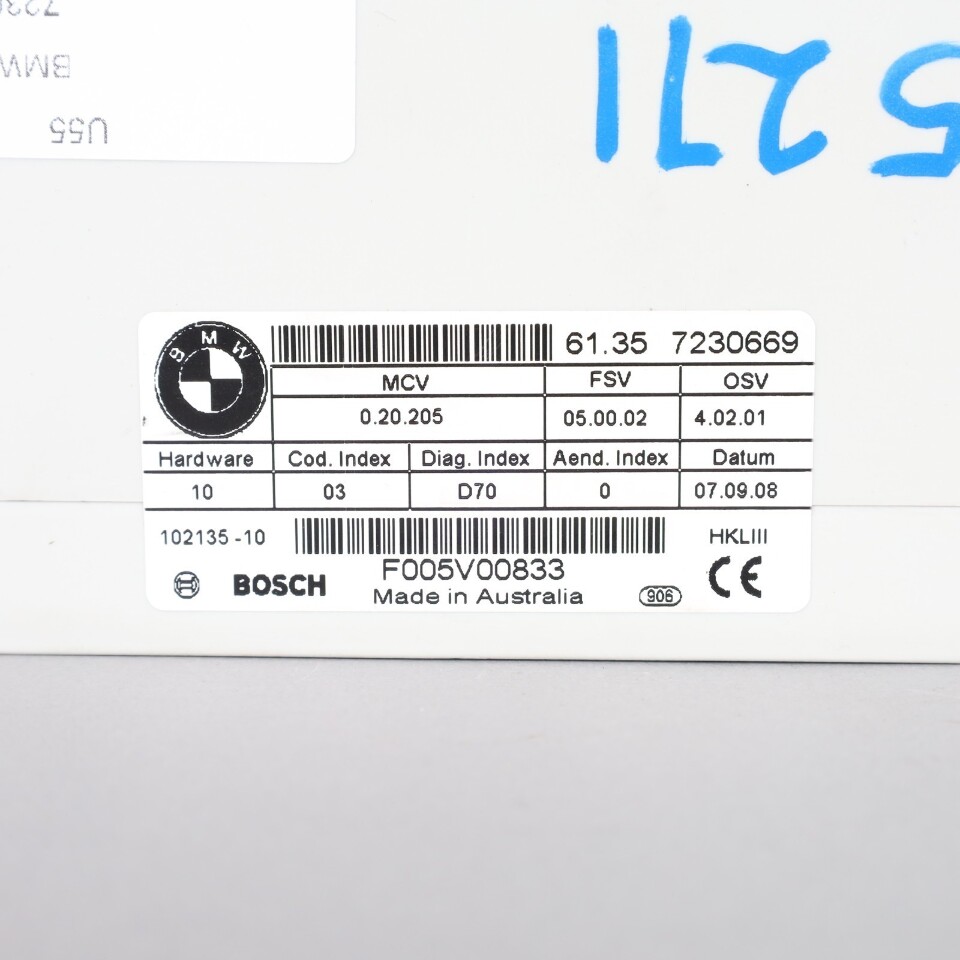 BMW
U55
5271
BMW
61.35 7230669
MCV FSV OSV
0.20.205 05.00.02 4.02.01
Hardware Cod. Index Diag. Index Aend. Index Datum
10 03 D70 0 07.09.08
102135-10 HKLIII
F005V00833
BOSCH Made in Australia 906 CE